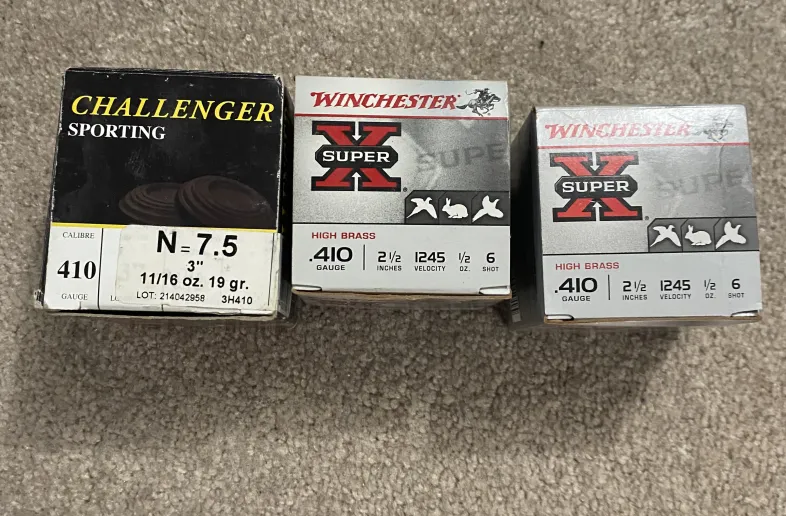 CHALLENGER
SPORTING
CALIBRE
410
GAUGE
N = 7.5
3"
11/16 oz. 19 gr.
LOT: 214042958 3H410
WINCHESTER
SUPER
X
SUPE
HIGH BRASS
.410 GAUGE
2 1/2 INCHES
1245 VELOCITY
1/2 OZ.
6 SHOT
WINCHESTER
SUPER
X
SUPE
HIGH BRASS
.410 GAUGE
2 1/2 INCHES
1245 VELOCITY
1/2 OZ.
6 SHOT